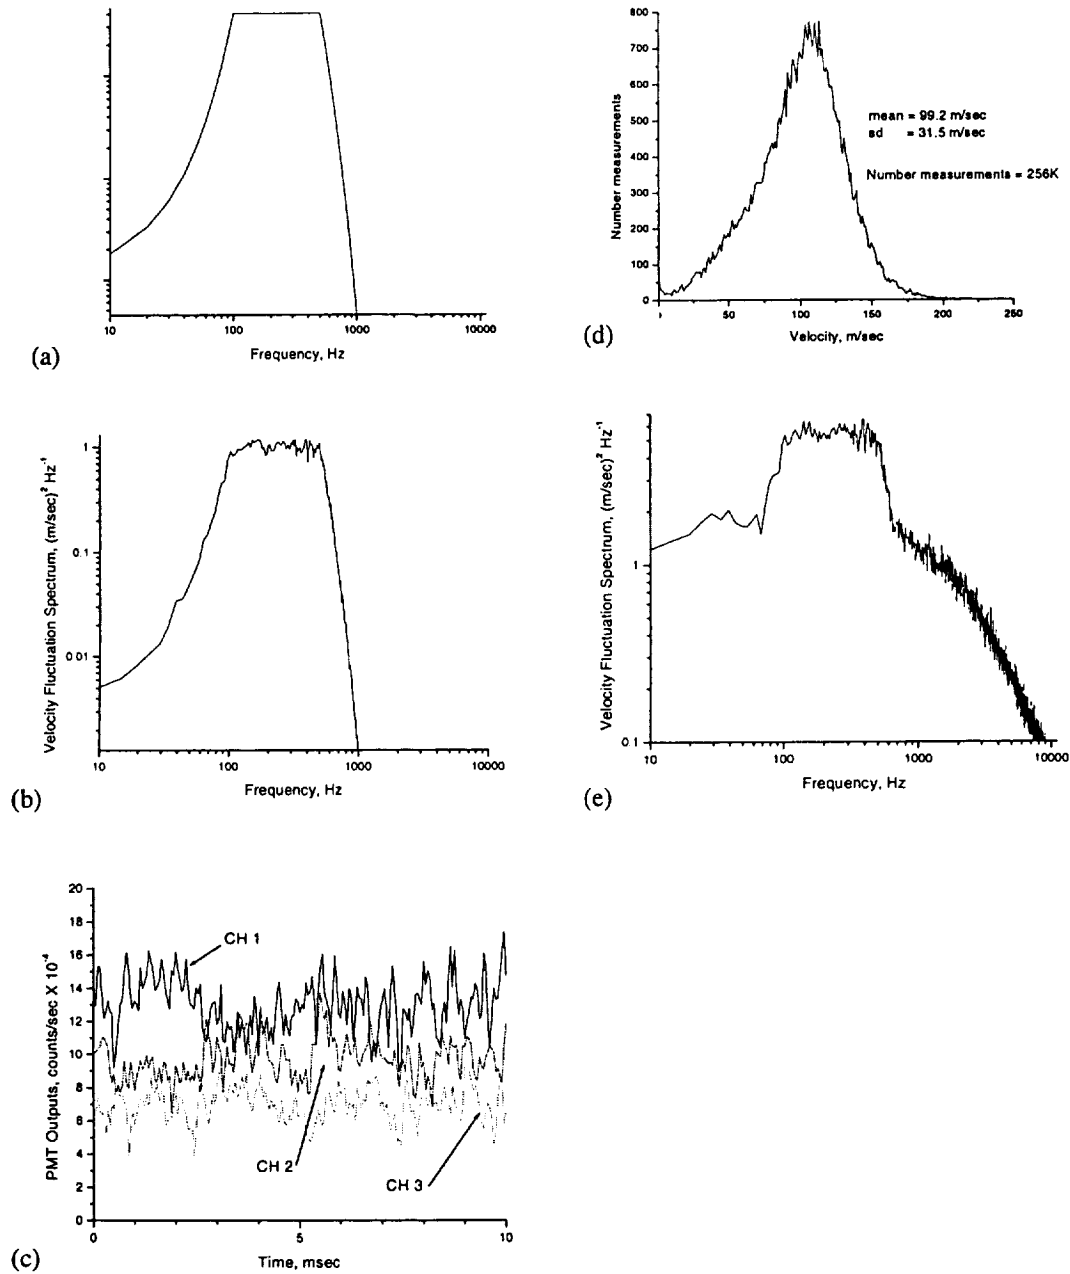 10
100
1000
10000
Frequency, Hz
(a)
Velocity Fluctuation Spectrum, (m/sec)² Hz⁻¹
1
0.1
0.01
10
100
1000
10000
Frequency, Hz
(b)
PMT Outputs, counts/sec X 10⁻⁴
20
18
16
14
12
10
8
6
4
2
0
CH 1
CH 2
CH 3
0
5
10
Time, msec
(c)
Number measurements
800
700
600
500
400
300
200
100
0
mean = 99.2 m/sec
sd = 31.5 m/sec
Number measurements = 256K
50
100
150
200
250
Velocity, m/sec
(d)
Velocity Fluctuation Spectrum, (m/sec)² Hz⁻¹
1
0.1
10
100
1000
10000
Frequency, Hz
(e)